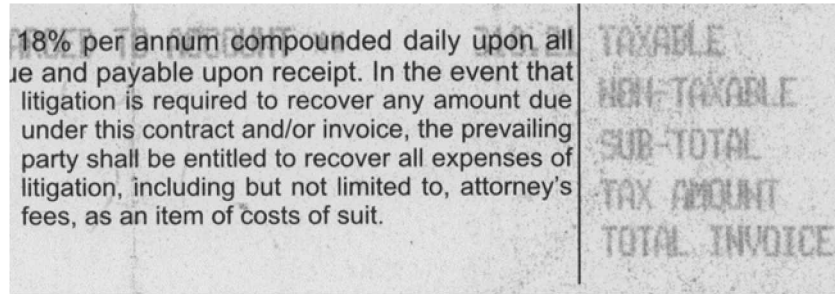 18% per annum compounded daily upon all
ue and payable upon receipt. In the event that
litigation is required to recover any amount due
under this contract and/or invoice, the prevailing
party shall be entitled to recover all expenses of
litigation, including but not limited to, attorney's
fees, as an item of costs of suit.
TO ACCOUNT
TAXABLE
NON-TAXABLE
SUB-TOTAL
TAX AMOUNT
TOTAL INVOICE